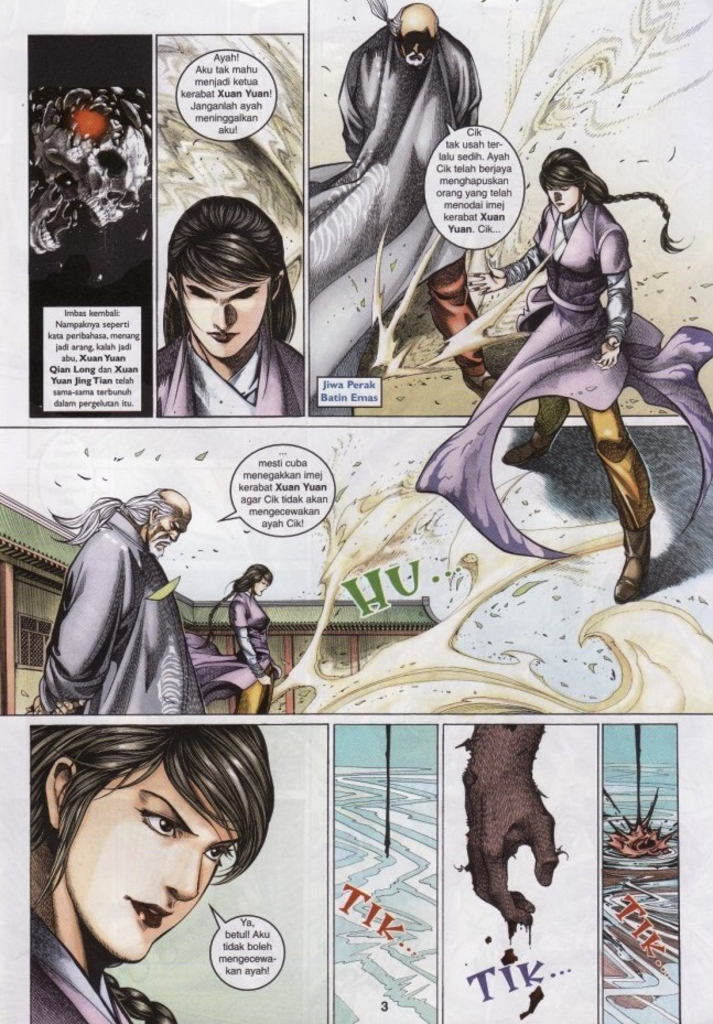 Imbas kembali:
Nampaknya seperti
kata peribahasa, menang
jadi arang, kalah jadi
abu, Xuan Yuan
Qian Long dan Xuan
Yuan Jing Tian telah
sama-sama terbunuh
dalam pergelutan itu.
Ayah!
Aku tak mahu
menjadi ketua
kerabat Xuan Yuan!
Janganlah ayah
meninggalkan
aku!
Cik
tak usah ter-
lalu sedih. Ayah
Cik telah berjaya
menghapuskan
orang yang telah
menodai imej
kerabat Xuan
Yuan. Cik...
Jiwa Perak
Batin Emas
...
mesti cuba
menegakkan imej
kerabat Xuan Yuan
agar Cik tidak akan
mengecewakan
ayah Cik!
HU...
Ya,
betul! Aku
tidak boleh
mengecewa-
kan ayah!
TIK...
TIK...
TIK...
3